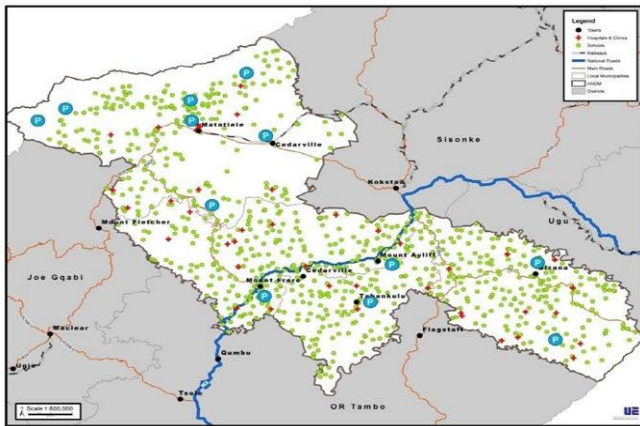 Legend
Towns
Hospitals & Clinics
Schools
Railways
National Roads
Main Roads
Local Municipalities
ANDM
Districts
P
P
P
P
Matatiele
P
P
Cedarville
Sisonke
Kokstad
P
Mount Fletcher
Ugu
Joe Gqabi
Mount Ayliff
P
P
Cedarville
Mount Frere
P
P
Maclear
Flagstaff
P
Qumbu
Ugie
Tsolo
OR Tambo
Scale 1:800,000
UE